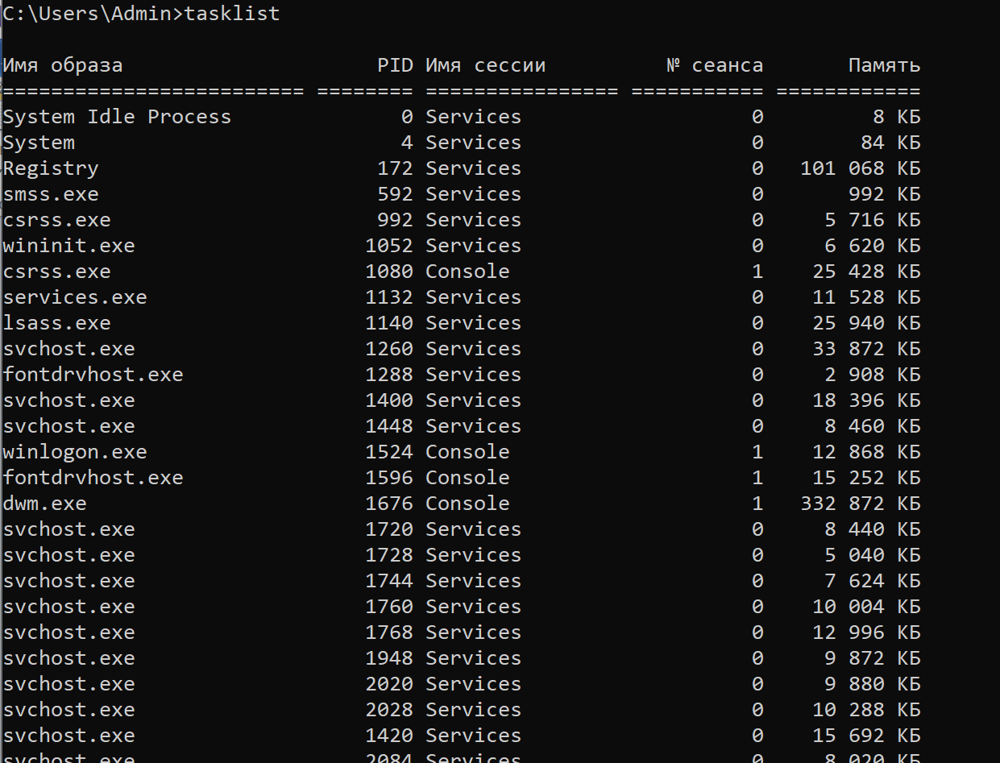 C:\Users\Admin>tasklist
Имя образа PID Имя сессии № сеанса Память
========================= ======== ================ =========== ============
System Idle Process 0 Services 0 8 КБ
System 4 Services 0 84 КБ
Registry 172 Services 0 101 068 КБ
smss.exe 592 Services 0 992 КБ
csrss.exe 992 Services 0 5 716 КБ
wininit.exe 1052 Services 0 6 620 КБ
csrss.exe 1080 Console 1 25 428 КБ
services.exe 1132 Services 0 11 528 КБ
lsass.exe 1140 Services 0 25 940 КБ
svchost.exe 1260 Services 0 33 872 КБ
fontdrvhost.exe 1288 Services 0 2 908 КБ
svchost.exe 1400 Services 0 18 396 КБ
svchost.exe 1448 Services 0 8 460 КБ
winlogon.exe 1524 Console 1 12 868 КБ
fontdrvhost.exe 1596 Console 1 15 252 КБ
dwm.exe 1676 Console 1 332 872 КБ
svchost.exe 1720 Services 0 8 440 КБ
svchost.exe 1728 Services 0 5 040 КБ
svchost.exe 1744 Services 0 7 624 КБ
svchost.exe 1760 Services 0 10 004 КБ
svchost.exe 1768 Services 0 12 996 КБ
svchost.exe 1948 Services 0 9 872 КБ
svchost.exe 2020 Services 0 9 880 КБ
svchost.exe 2028 Services 0 10 288 КБ
svchost.exe 1420 Services 0 15 692 КБ
svchost.exe 2084 Services 0 8 020 КБ